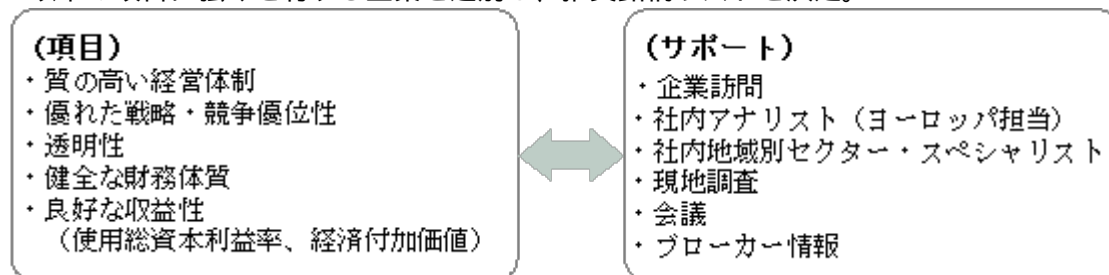 (項目)
・質の高い経営体制
・優れた戦略・競争優位性
・透明性
・健全な財務体質
・良好な収益性
(使用総資本利益率、経済付加価値)
(サポート)
・企業訪問
・社内アナリスト(ヨーロッパ担当)
・社内地域別セクター・スペシャリスト
・現地調査
・会議
・ブローカー情報